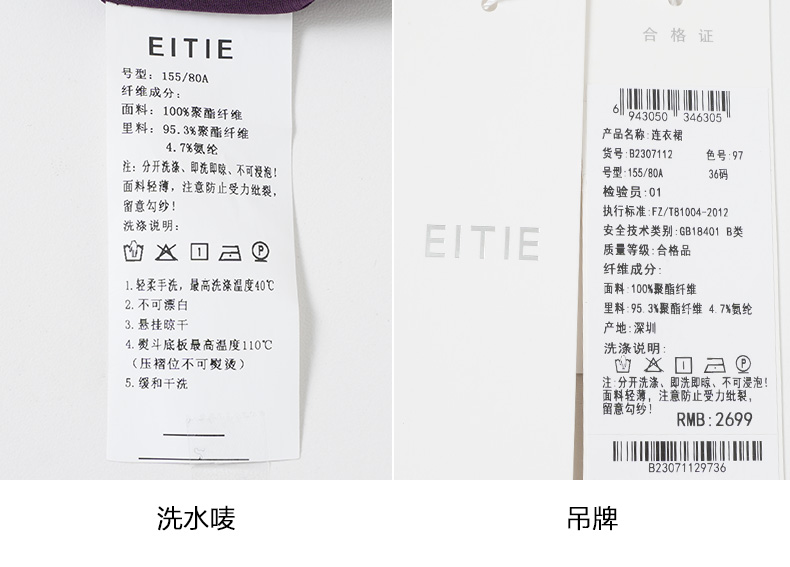 EITIE
号型: 155/80A
纤维成分:
面料: 100%聚酯纤维
里料: 95.3%聚酯纤维
4.7%氨纶
注: 分开洗涤、即洗即晾、不可浸泡!
面料轻薄, 注意防止受力纰裂,
留意勾纱!
洗涤说明:
1.轻柔手洗, 最高洗涤温度40℃
2.不可漂白
3.悬挂晾干
4.熨斗底板最高温度110℃
(压褶位不可熨烫)
5.缓和干洗
洗水唛
EITIE
合格证
6 943050 346305
产品名称:连衣裙
货号:B2307112 色号:97
号型:155/80A 36码
检验员:01
执行标准:FZ/T81004-2012
安全技术类别:GB18401 B类
质量等级:合格品
纤维成分:
面料:100%聚酯纤维
里料:95.3%聚酯纤维 4.7%氨纶
产地:深圳
洗涤说明:
注:分开洗涤、即洗即晾、不可浸泡!
面料轻薄, 注意防止受力纰裂,
留意勾纱!
RMB:2699
B23071129736
吊牌